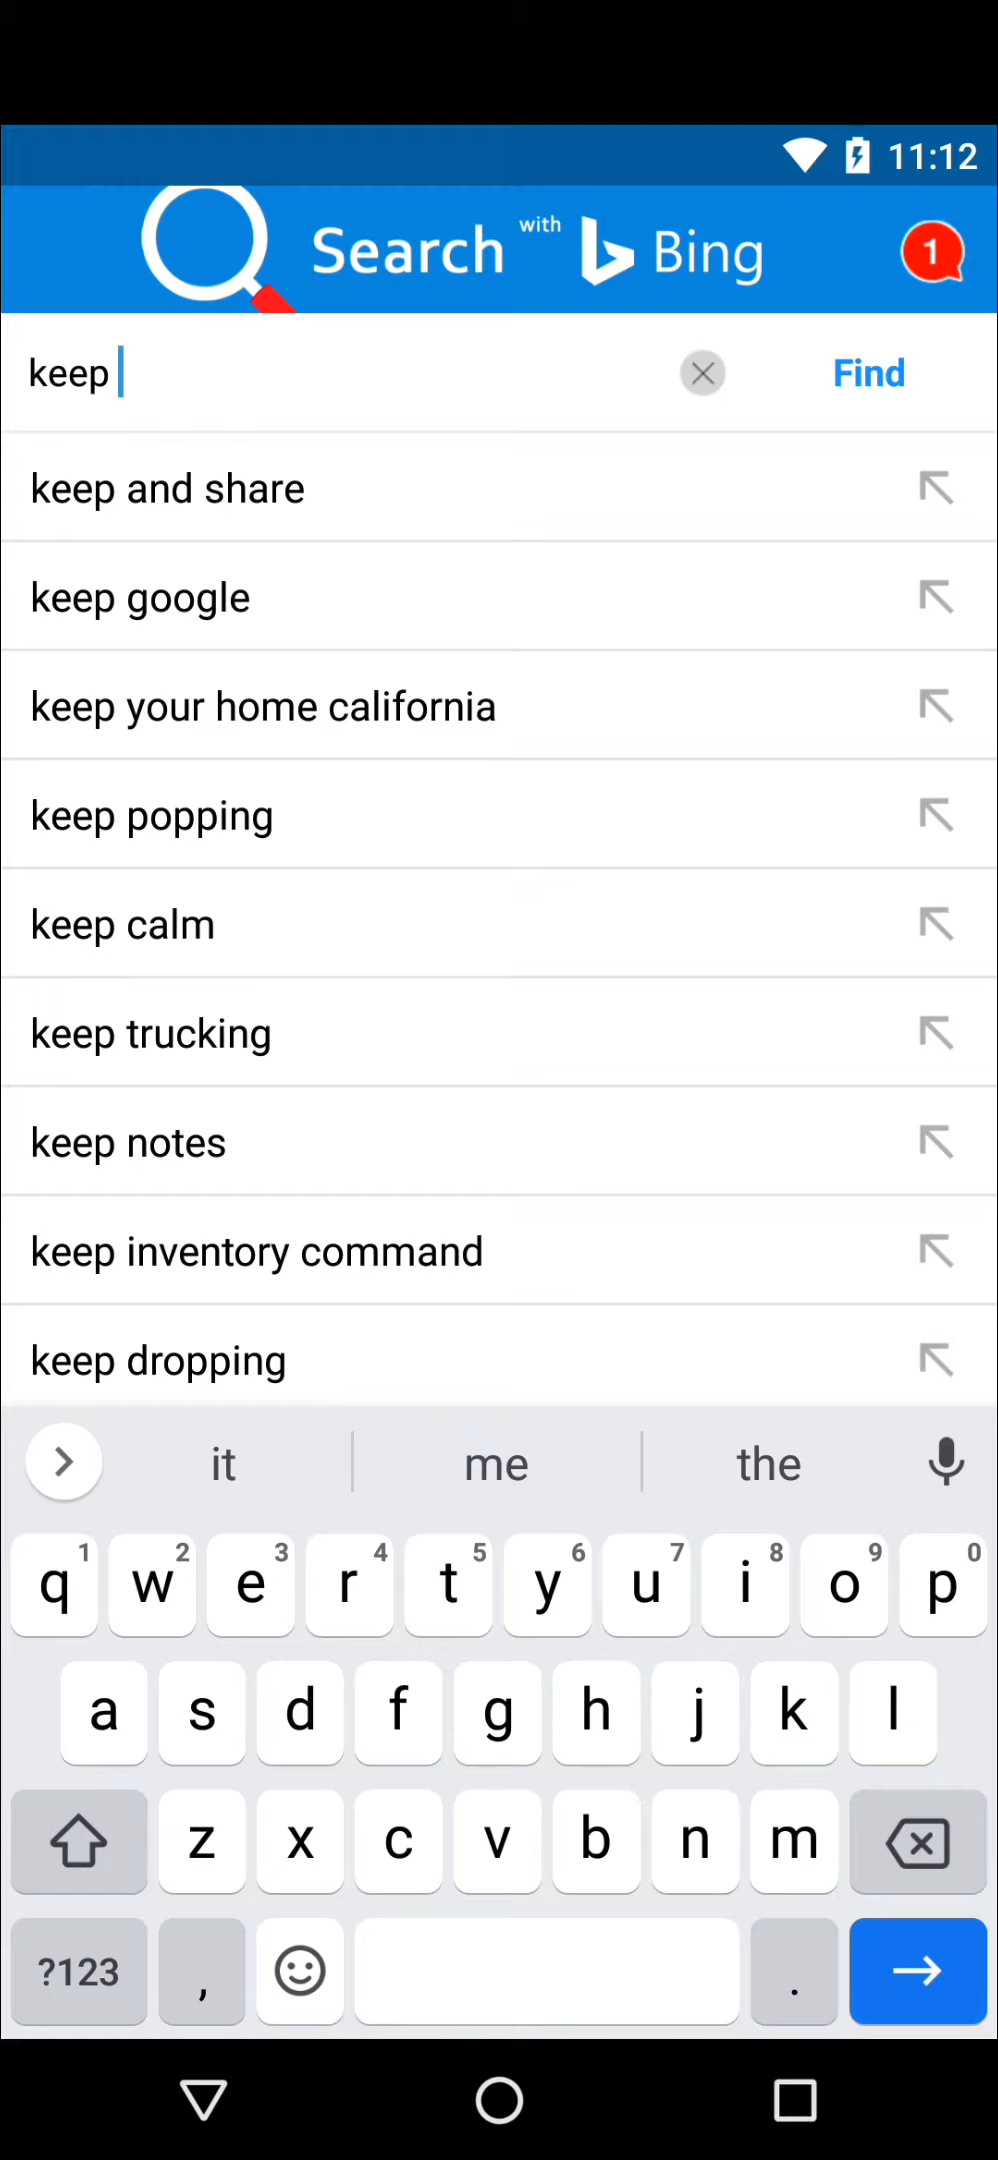 11:12
Search with Bing
1
keep
Find
keep and share
keep google
keep your home california
keep popping
keep calm
keep trucking
keep notes
keep inventory command
keep dropping
it me the
1 2 3 4 5 6 7 8 9 0
q w e r t y u i o p
a s d f g h j k l
z x c v b n m
?123 , .